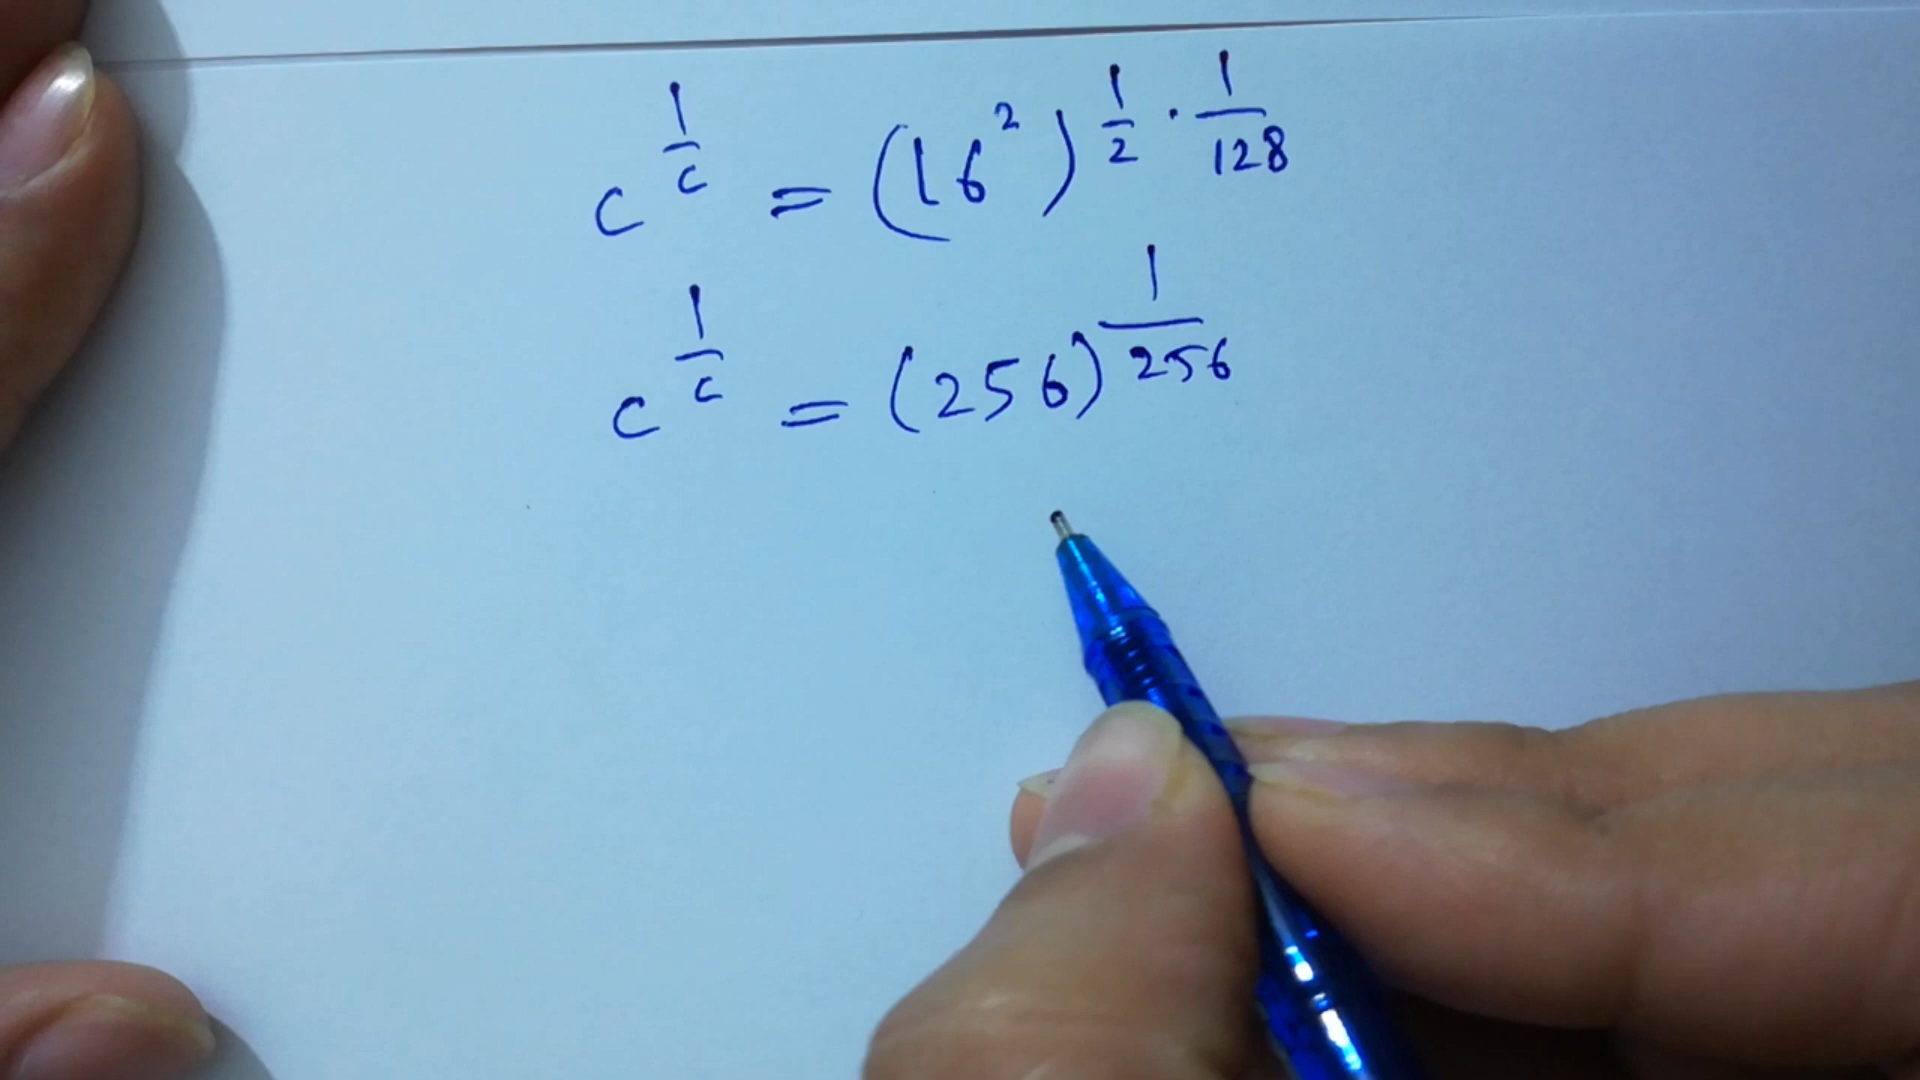 c^(1/c) = (16^2)^(1/2 · 1/128)
c^(1/c) = (256)^(1/256)